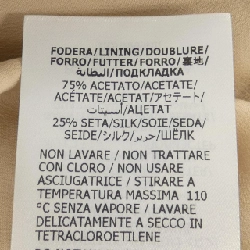 FODERA/LINING/DOUBLURE/
FORRO/FUTTER/FORRO/裏地/
البطانة/ПОДКЛАДКА
75% ACETATO/ACETATE/
ACÉTATE/ACETAT/アセテート/
أسيتات/АЦЕТАТ
25% SETA/SILK/SOIE/SEDA/
SEIDE/シルク/حرير/ШЁЛК
NON LAVARE / NON TRATTARE
CON CLORO / NON USARE
ASCIUGATRICE / STIRARE A
TEMPERATURA MASSIMA 110
°C SENZA VAPORE / LAVARE
DELICATAMENTE A SECCO IN
TETRACLOROETILENE